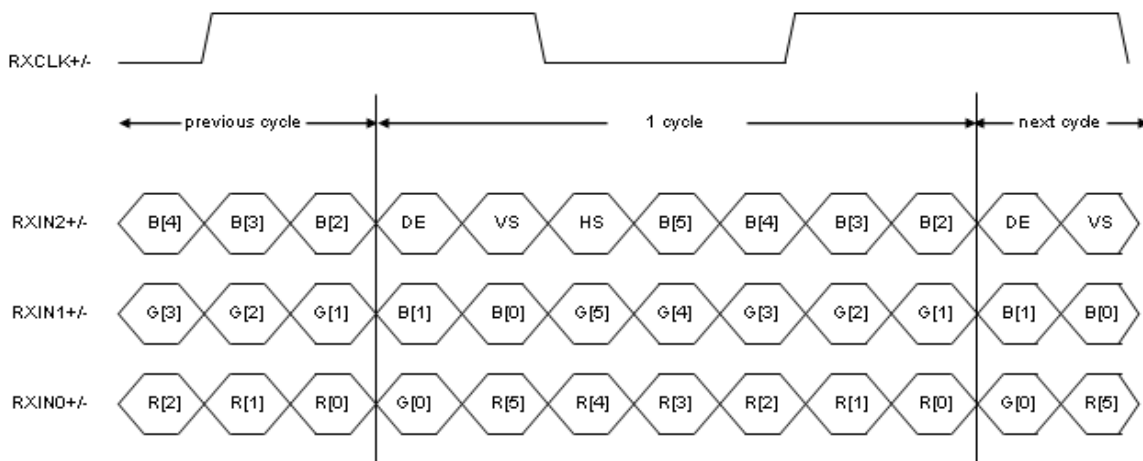 RXCLK+/-
previous cycle 1 cycle next cycle
RXIN2+/- B[4] B[3] B[2] DE VS HS B[5] B[4] B[3] B[2] DE VS
RXIN1+/- G[3] G[2] G[1] B[1] B[0] G[5] G[4] G[3] G[2] G[1] B[1] B[0]
RXIN0+/- R[2] R[1] R[0] G[0] R[5] R[4] R[3] R[2] R[1] R[0] G[0] R[5]